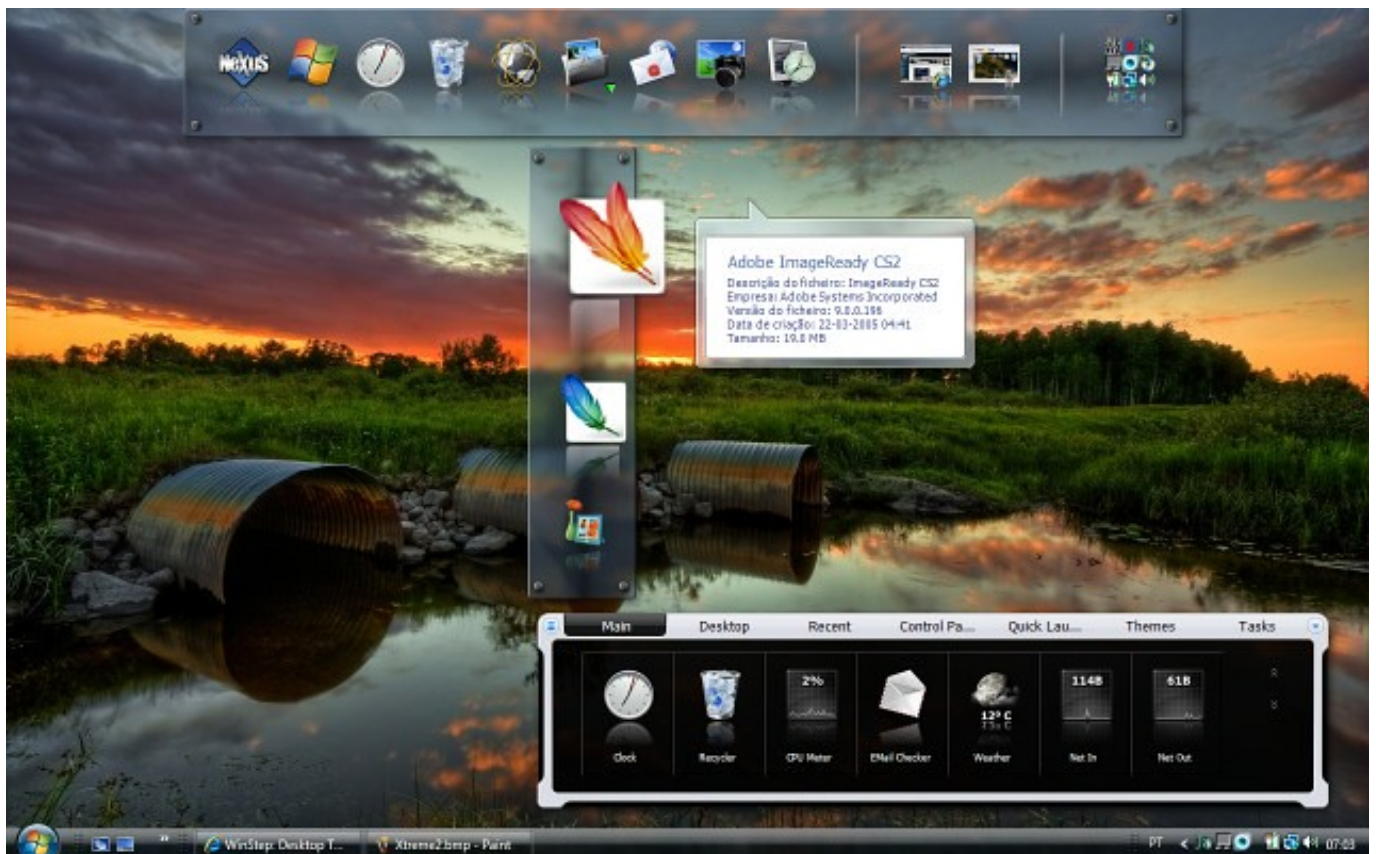 NeXuS
Adobe ImageReady CS2
Descrição do ficheiro: ImageReady CS2
Empresa: Adobe Systems Incorporated
Versão do ficheiro: 9.0.0.196
Data de criação: 22-03-2005 04:41
Tamanho: 19.0 MB
Main Desktop Recent Control Pa... Quick Lau... Themes Tasks
2% 114B 61B
12º C
Clock Recycler CPU Meter EMail Checker Weather Net In Net Out
WinStep: Desktop T... Xtreme2.bmp - Paint PT 07:03